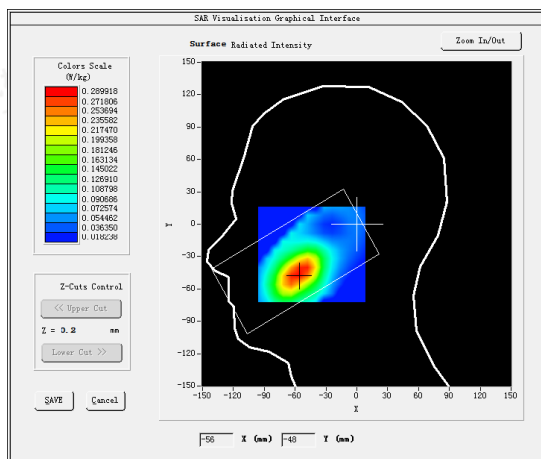 SAR Visualisation Graphical Interface
Surface Radiated Intensity
Zoom In/Out
Colors Scale
(W/kg)
0.289918
0.271806
0.253694
0.235582
0.217470
0.199358
0.181246
0.163134
0.145022
0.126910
0.108798
0.090686
0.072574
0.054462
0.036350
0.018238
150
120
90
60
30
0
-30
-60
-90
-120
-150
Y
-150 -120 -90 -60 -30 0 30 60 90 120 150
X
Z-Cuts Control
<< Upper Cut
Z = 0.2 mm
Lower Cut >>
SAVE
Cancel
-56 X (mm) -48 Y (mm)